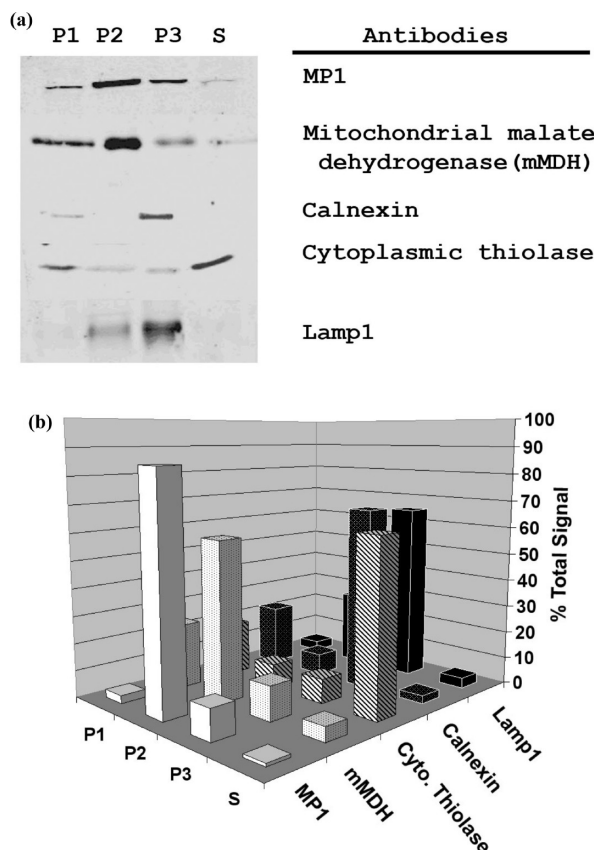 (a)
P1 P2 P3 S
Antibodies
MP1
Mitochondrial malate
dehydrogenase(mMDH)
Calnexin
Cytoplasmic thiolase
Lamp1
(b)
100
90
80
70
60
50
40
30
20
10
0
% Total Signal
P1
P2
P3
S
MP1
mMDH
Cyto. Thiolase
Calnexin
Lamp1